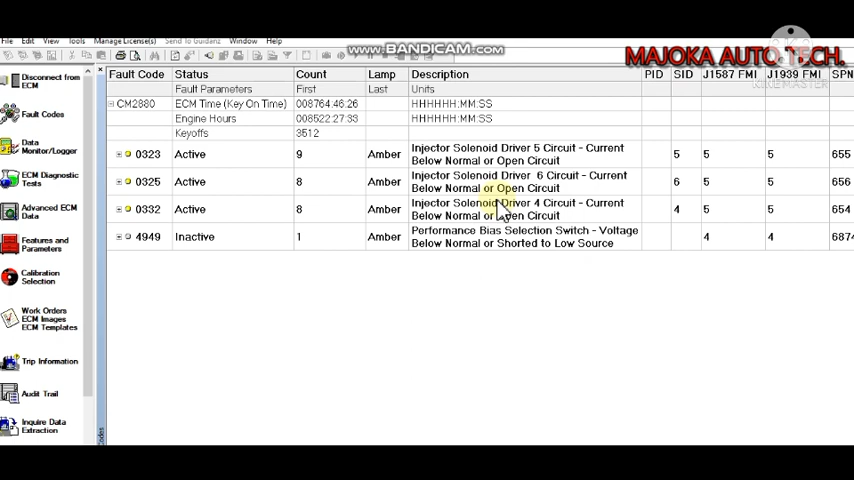 www.BANDICAM.com
MAJOKA AUTO TECH.
KINEMASTER
File Edit View Tools Manage License(s) Send To Guidanz Window Help
Disconnect from
ECM
Fault Codes
Data
Monitor/Logger
ECM Diagnostic
Tests
Advanced ECM
Data
Features and
Parameters
Calibration
Selection
Work Orders
ECM Images
ECM Templates
Trip Information
Audit Trail
Inquire Data
Extraction
Codes
Fault Code Status Count Lamp Description PID SID J1587 FMI J1939 FMI SPN
Fault Parameters First Last Units
CM2880 ECM Time (Key On Time) 008764:46:26 HHHHHH:MM:SS
Engine Hours 008522:27:33 HHHHHH:MM:SS
Keyoffs 3512
0323 Active 9 Amber Injector Solenoid Driver 5 Circuit - Current 5 5 5 655
Below Normal or Open Circuit
0325 Active 8 Amber Injector Solenoid Driver 6 Circuit - Current 6 5 5 656
Below Normal or Open Circuit
0332 Active 8 Amber Injector Solenoid Driver 4 Circuit - Current 4 5 5 654
Below Normal or Open Circuit
4949 Inactive 1 Amber Performance Bias Selection Switch - Voltage 4 4 6874
Below Normal or Shorted to Low Source